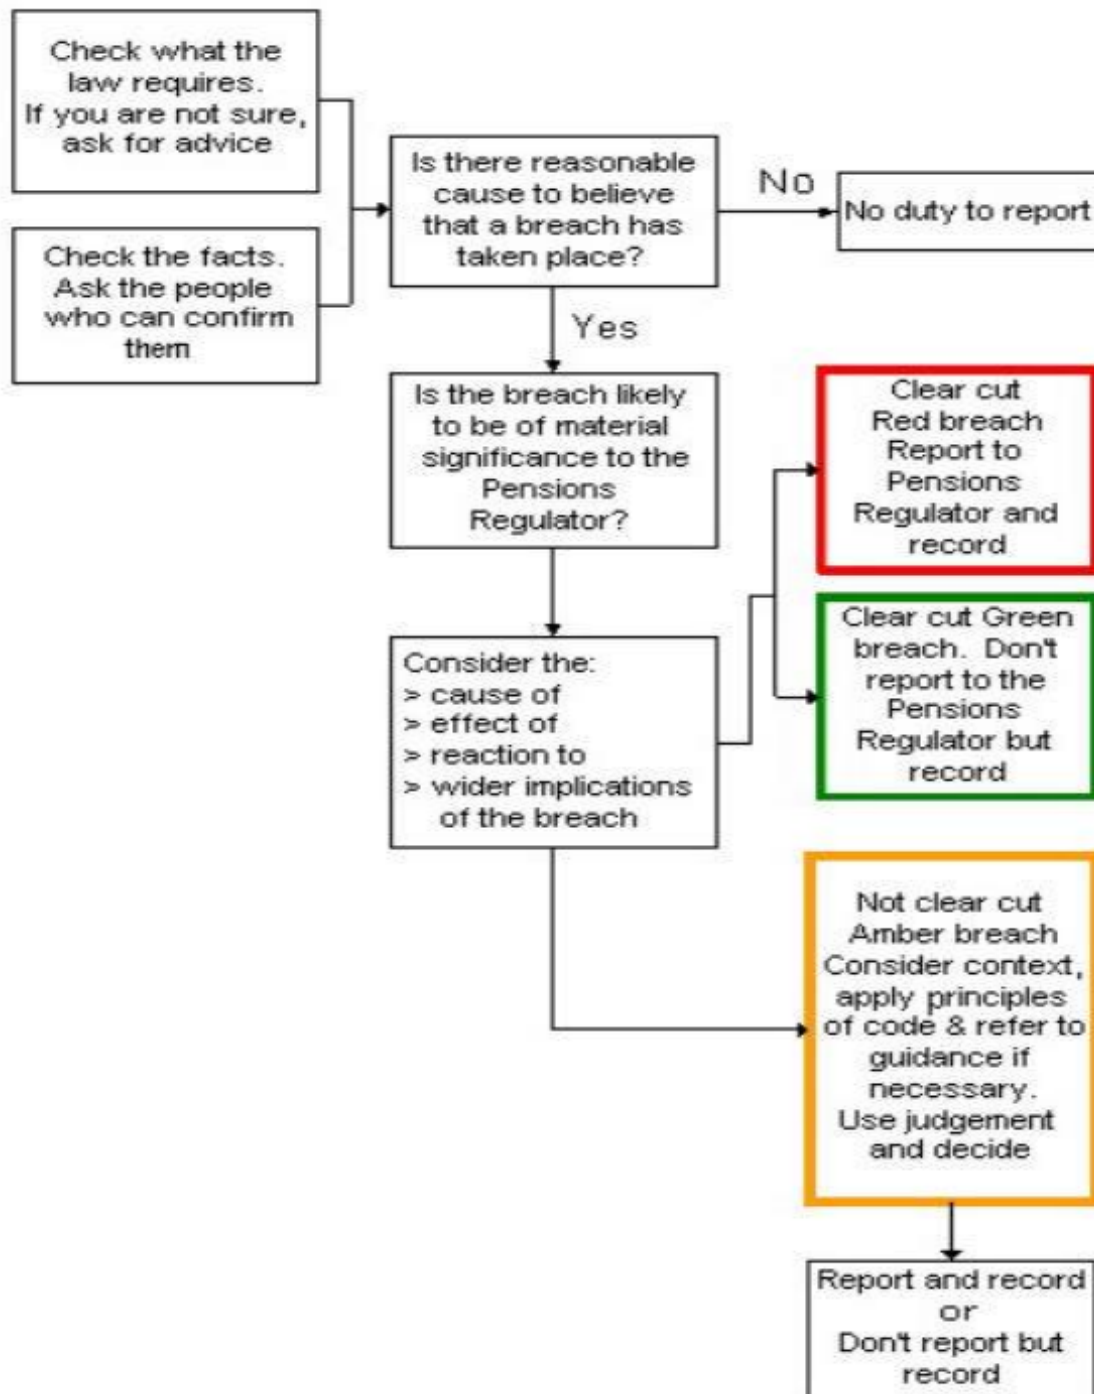 Check what the
law requires.
If you are not sure,
ask for advice
Check the facts.
Ask the people
who can confirm
them
Is there reasonable
cause to believe
that a breach has
taken place?
No
No duty to report
Yes
Is the breach likely
to be of material
significance to the
Pensions
Regulator?
Consider the:
> cause of
> effect of
> reaction to
> wider implications
of the breach
Clear cut
Red breach
Report to
Pensions
Regulator and
record
Clear cut Green
breach. Don't
report to the
Pensions
Regulator but
record
Not clear cut
Amber breach
Consider context,
apply principles
of code & refer to
guidance if
necessary.
Use judgement
and decide
Report and record
or
Don't report but
record